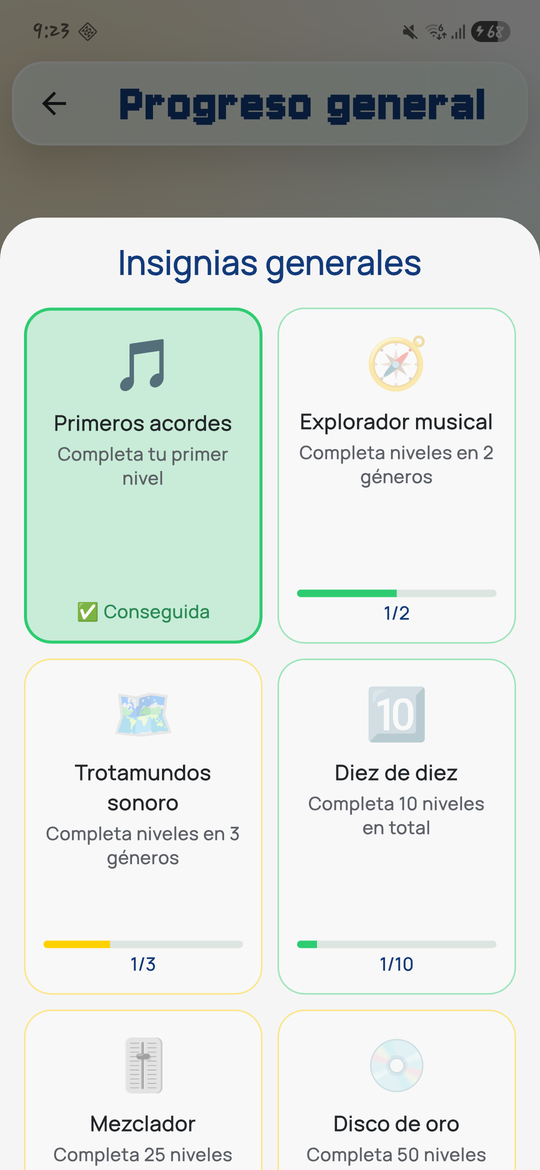 9:23
68
Progreso general
Insignias generales
Primeros acordes
Completa tu primer
nivel
✅ Conseguida
Explorador musical
Completa niveles en 2
géneros
1/2
Trotamundos
sonoro
Completa niveles en 3
géneros
1/3
10
Diez de diez
Completa 10 niveles
en total
1/10
Mezclador
Completa 25 niveles
Disco de oro
Completa 50 niveles